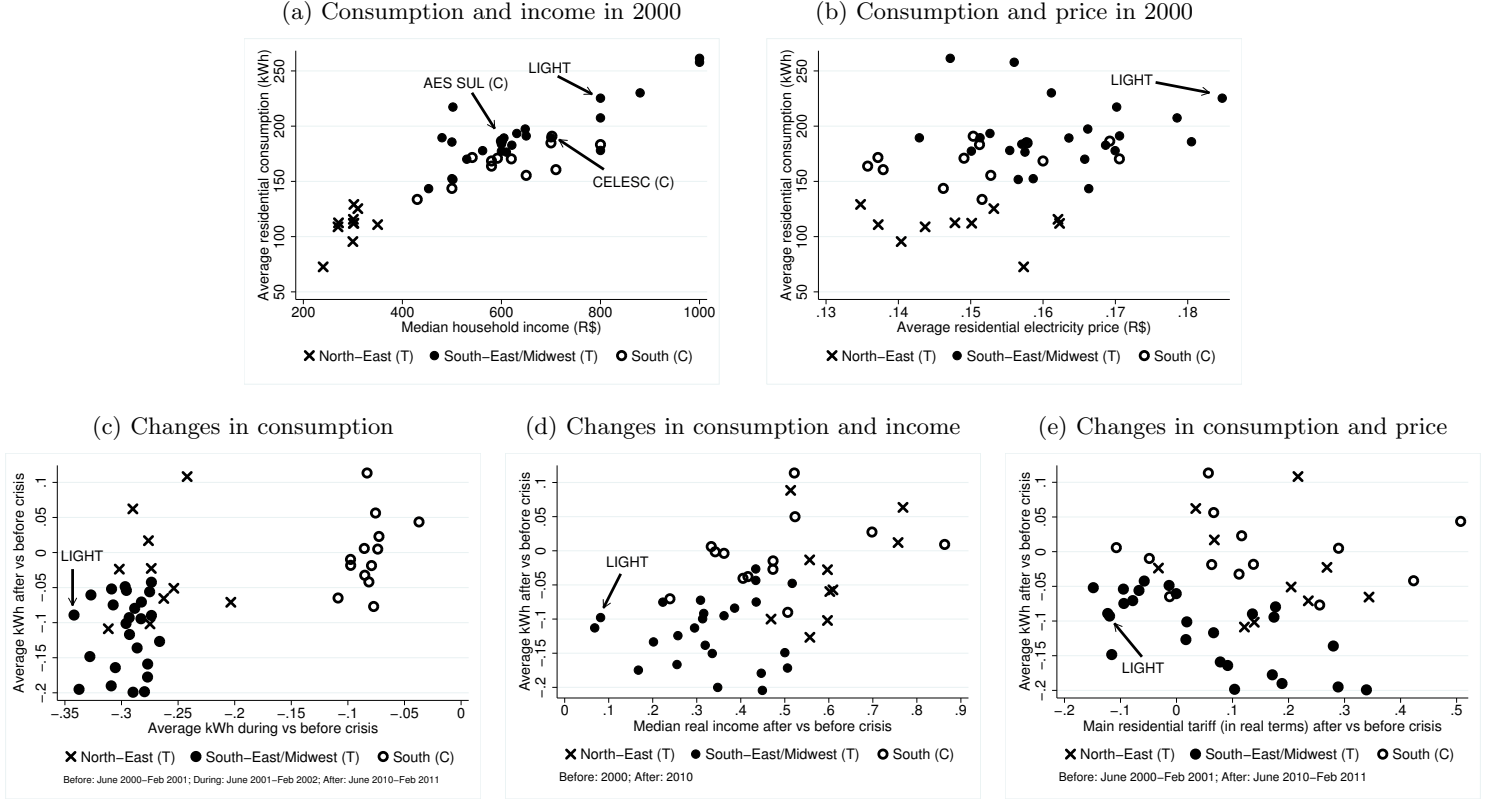 (a) Consumption and income in 2000
Average residential consumption (kWh)
50 100 150 200 250
AES SUL (C)
LIGHT
CELESC (C)
200 400 600 800 1000
Median household income (R$)
North−East (T) South−East/Midwest (T) South (C)
(b) Consumption and price in 2000
Average residential consumption (kWh)
50 100 150 200 250
LIGHT
.13 .14 .15 .16 .17 .18
Average residential electricity price (R$)
North−East (T) South−East/Midwest (T) South (C)
(c) Changes in consumption
Average kWh after vs before crisis
−.2 −.15 −.1 −.05 0 .05 .1
LIGHT
−.35 −.3 −.25 −.2 −.15 −.1 −.05 0
Average kWh during vs before crisis
North−East (T) South−East/Midwest (T) South (C)
Before: June 2000−Feb 2001; During: June 2001−Feb 2002; After: June 2010−Feb 2011
(d) Changes in consumption and income
Average kWh after vs before crisis
−.2 −.15 −.1 −.05 0 .05 .1
LIGHT
0 .1 .2 .3 .4 .5 .6 .7 .8 .9
Median real income after vs before crisis
North−East (T) South−East/Midwest (T) South (C)
Before: 2000; After: 2010
(e) Changes in consumption and price
Average kWh after vs before crisis
−.2 −.15 −.1 −.05 0 .05 .1
LIGHT
−.2 −.1 0 .1 .2 .3 .4 .5
Main residential tariff (in real terms) after vs before crisis
North−East (T) South−East/Midwest (T) South (C)
Before: June 2000−Feb 2001; After: June 2010−Feb 2011